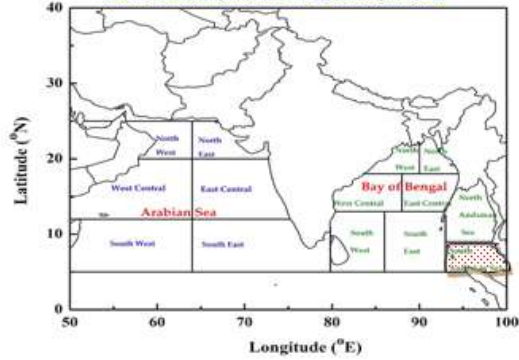 40
30
20
10
0
Latitude (°N)
50
60
70
80
90
100
Longitude (°E)
North
West
North
East
West Central
East Central
Arabian Sea
South West
South East
North
West
North
East
Bay of Bengal
West Central
East Central
South
West
South
East
North
Andaman
Sea
South